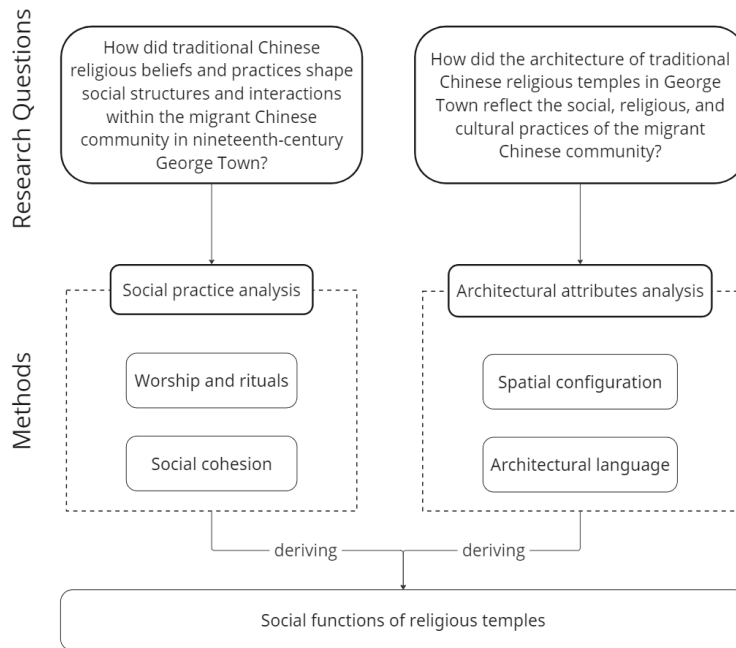 Research Questions
How did traditional Chinese
religious beliefs and practices shape
social structures and interactions
within the migrant Chinese
community in nineteenth-century
George Town?
How did the architecture of traditional
Chinese religious temples in George
Town reflect the social, religious, and
cultural practices of the migrant
Chinese community?
Methods
Social practice analysis
Worship and rituals
Social cohesion
Architectural attributes analysis
Spatial configuration
Architectural language
deriving
deriving
Social functions of religious temples